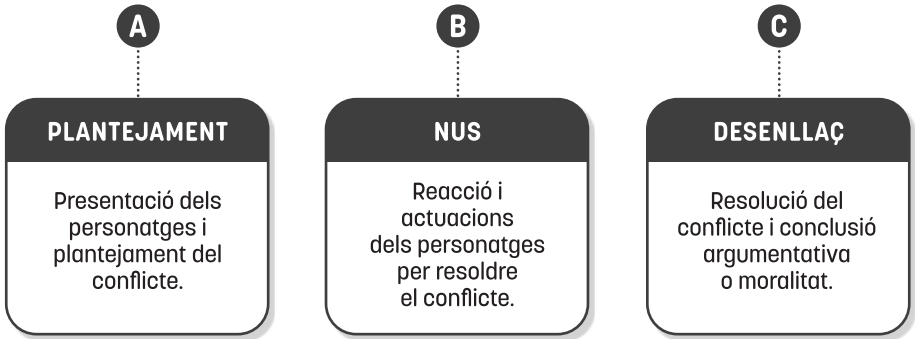 A
PLANTEJAMENT
Presentació dels
personatges i
plantejament del
conflicte.
B
NUS
Reacció i
actuacions
dels personatges
per resoldre
el conflicte.
C
DESENLLAÇ
Resolució del
conflicte i conclusió
argumentativa
o moralitat.